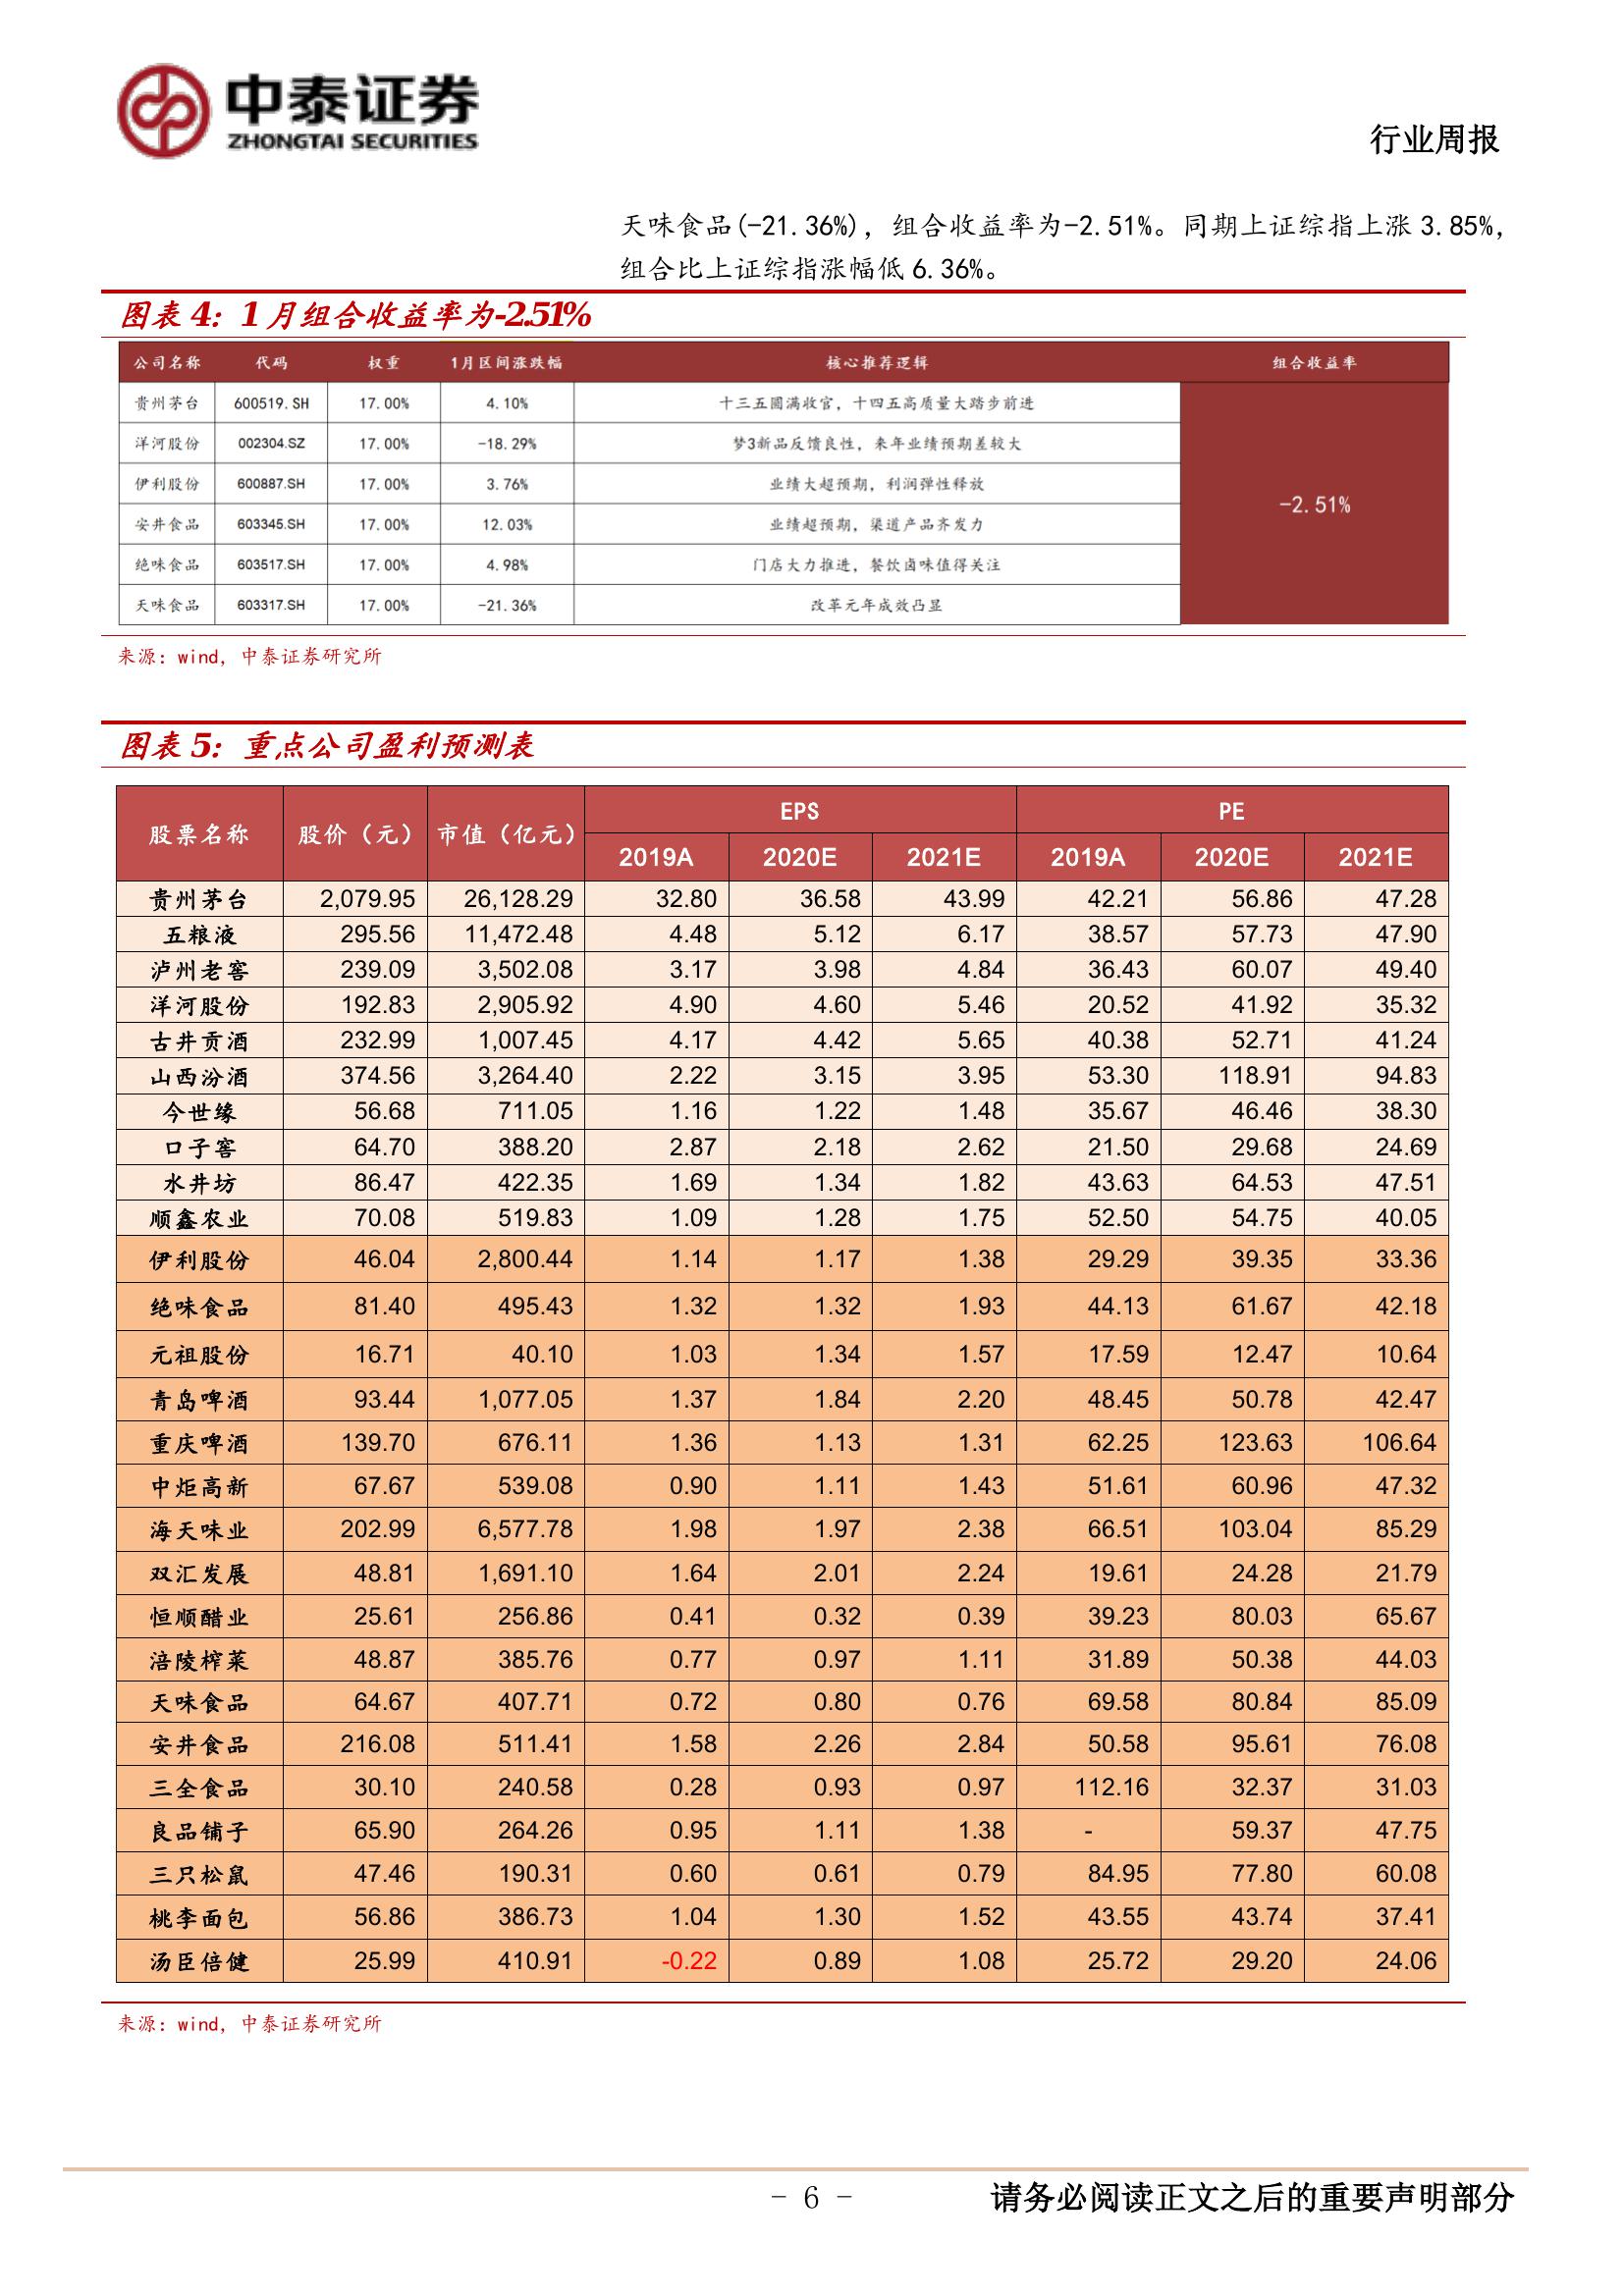 中泰证券
ZHONGTAI SECURITIES
行业周报
天味食品(-21.36%)，组合收益率为-2.51%。同期上证综指上涨 3.85%，
组合比上证综指涨幅低 6.36%。
图表 4：1 月组合收益率为-2.51%
公司名称 代码 权重 1月区间涨跌幅 核心推荐逻辑 组合收益率
贵州茅台 600519.SH 17.00% 4.10% 十三五圆满收官，十四五高质量大踏步前进
洋河股份 002304.SZ 17.00% -18.29% 梦3新品反馈良性，来年业绩预期差较大
伊利股份 600887.SH 17.00% 3.76% 业绩大超预期，利润弹性释放
-2.51%
安井食品 603345.SH 17.00% 12.03% 业绩超预期，渠道产品齐发力
绝味食品 603517.SH 17.00% 4.98% 门店大力推进，餐饮卤味值得关注
天味食品 603317.SH 17.00% -21.36% 改革元年成效凸显
来源：wind，中泰证券研究所
图表 5：重点公司盈利预测表
股票名称 股价（元） 市值（亿元） EPS PE
2019A 2020E 2021E 2019A 2020E 2021E
贵州茅台 2,079.95 26,128.29 32.80 36.58 43.99 42.21 56.86 47.28
五粮液 295.56 11,472.48 4.48 5.12 6.17 38.57 57.73 47.90
泸州老窖 239.09 3,502.08 3.17 3.98 4.84 36.43 60.07 49.40
洋河股份 192.83 2,905.92 4.90 4.60 5.46 20.52 41.92 35.32
古井贡酒 232.99 1,007.45 4.17 4.42 5.65 40.38 52.71 41.24
山西汾酒 374.56 3,264.40 2.22 3.15 3.95 53.30 118.91 94.83
今世缘 56.68 711.05 1.16 1.22 1.48 35.67 46.46 38.30
口子窖 64.70 388.20 2.87 2.18 2.62 21.50 29.68 24.69
水井坊 86.47 422.35 1.69 1.34 1.82 43.63 64.53 47.51
顺鑫农业 70.08 519.83 1.09 1.28 1.75 52.50 54.75 40.05
伊利股份 46.04 2,800.44 1.14 1.17 1.38 29.29 39.35 33.36
绝味食品 81.40 495.43 1.32 1.32 1.93 44.13 61.67 42.18
元祖股份 16.71 40.10 1.03 1.34 1.57 17.59 12.47 10.64
青岛啤酒 93.44 1,077.05 1.37 1.84 2.20 48.45 50.78 42.47
重庆啤酒 139.70 676.11 1.36 1.13 1.31 62.25 123.63 106.64
中炬高新 67.67 539.08 0.90 1.11 1.43 51.61 60.96 47.32
海天味业 202.99 6,577.78 1.98 1.97 2.38 66.51 103.04 85.29
双汇发展 48.81 1,691.10 1.64 2.01 2.24 19.61 24.28 21.79
恒顺醋业 25.61 256.86 0.41 0.32 0.39 39.23 80.03 65.67
涪陵榨菜 48.87 385.76 0.77 0.97 1.11 31.89 50.38 44.03
天味食品 64.67 407.71 0.72 0.80 0.76 69.58 80.84 85.09
安井食品 216.08 511.41 1.58 2.26 2.84 50.58 95.61 76.08
三全食品 30.10 240.58 0.28 0.93 0.97 112.16 32.37 31.03
良品铺子 65.90 264.26 0.95 1.11 1.38 - 59.37 47.75
三只松鼠 47.46 190.31 0.60 0.61 0.79 84.95 77.80 60.08
桃李面包 56.86 386.73 1.04 1.30 1.52 43.55 43.74 37.41
汤臣倍健 25.99 410.91 -0.22 0.89 1.08 25.72 29.20 24.06
来源：wind，中泰证券研究所
- 6 -
请务必阅读正文之后的重要声明部分